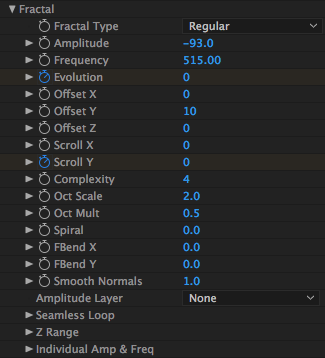 Fractal
Fractal Type Regular
Amplitude -93.0
Frequency 515.00
Evolution 0
Offset X 0
Offset Y 10
Offset Z 0
Scroll X 0
Scroll Y 0
Complexity 4
Oct Scale 2.0
Oct Mult 0.5
Spiral 0.0
FBend X 0.0
FBend Y 0.0
Smooth Normals 1.0
Amplitude Layer None
Seamless Loop
Z Range
Individual Amp & Freq